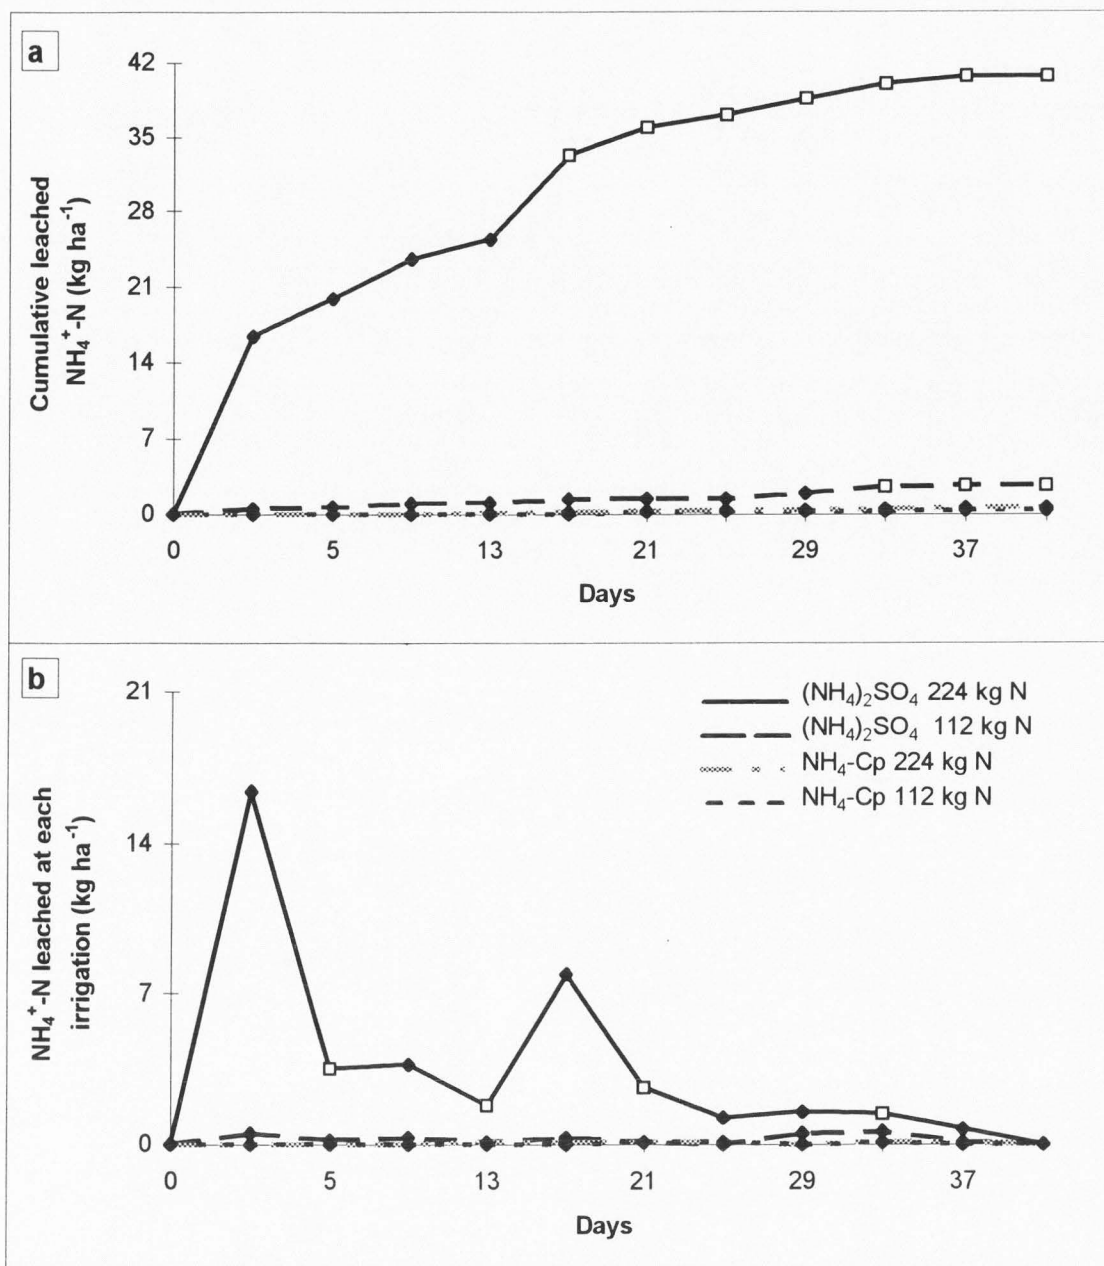 a
42
35
28
21
14
7
0
Cumulative leached
NH₄⁺-N (kg ha⁻¹)
0 5 13 21 29 37
Days
b
21
14
7
0
NH₄⁺-N leached at each
irrigation (kg ha⁻¹)
(NH₄)₂SO₄ 224 kg N
(NH₄)₂SO₄ 112 kg N
NH₄-Cp 224 kg N
NH₄-Cp 112 kg N
0 5 13 21 29 37
Days